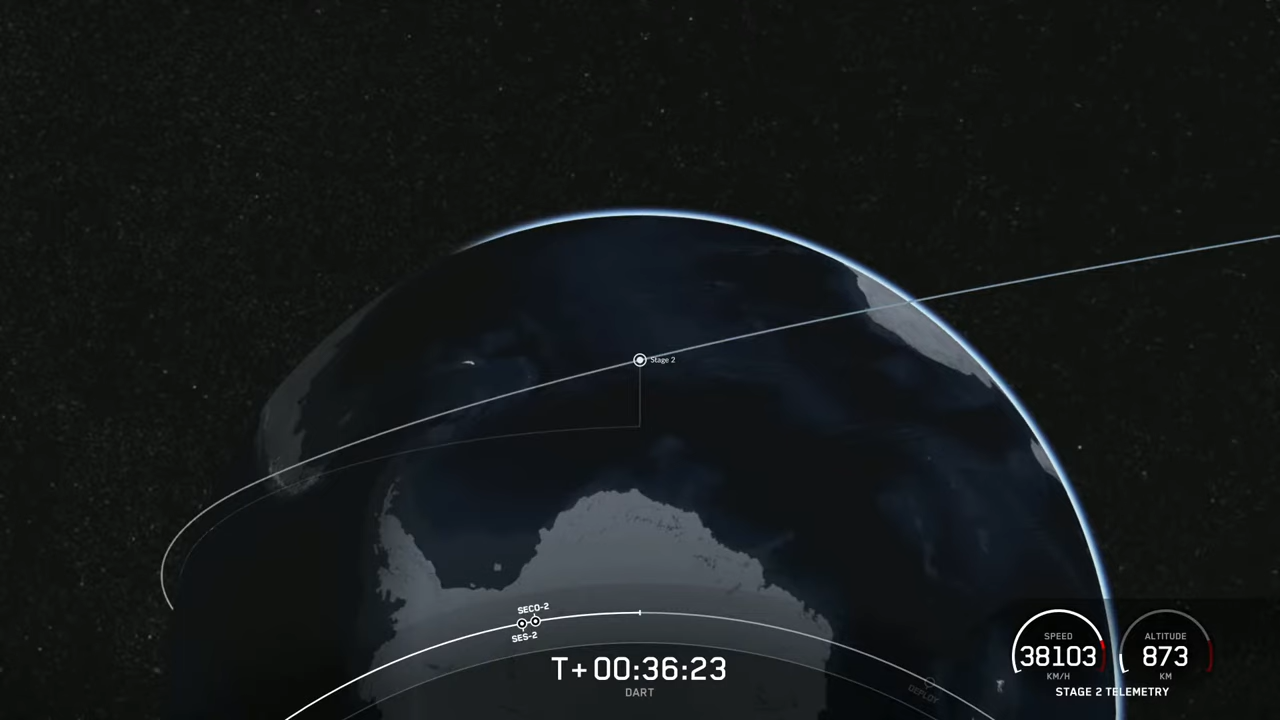 Stage 2
SECO-2
SES-2
T+00:36:23
DART
DEPLOY
SPEED
38103
KM/H
ALTITUDE
873
KM
STAGE 2 TELEMETRY